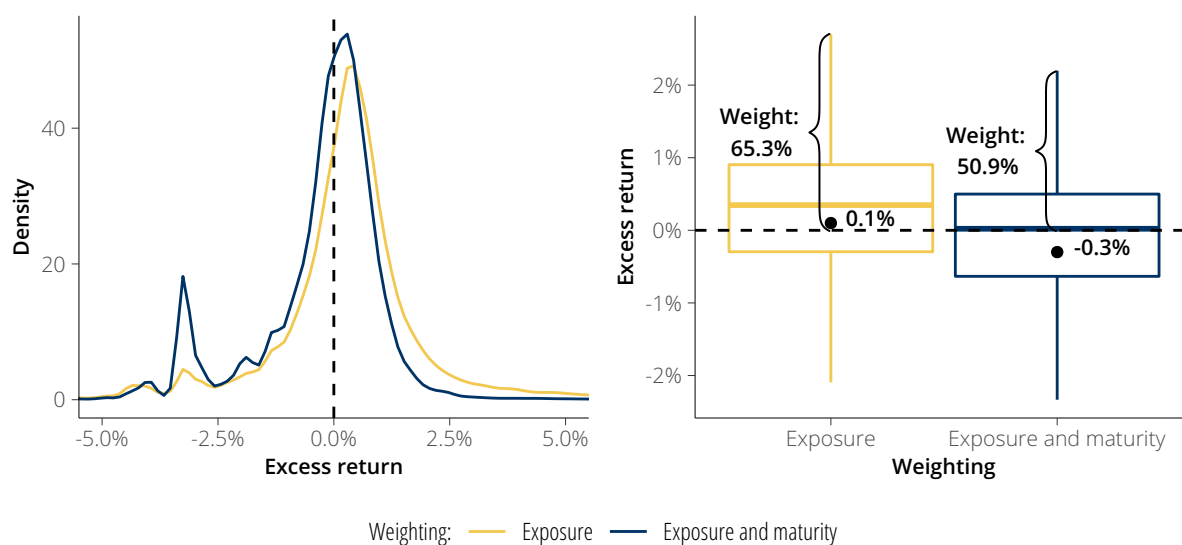 Density
40
20
0
-5.0%
-2.5%
0.0%
2.5%
5.0%
Excess return
Excess return
2%
1%
0%
-1%
-2%
Weight:
65.3%
0.1%
Weight:
50.9%
-0.3%
Exposure
Exposure and maturity
Weighting
Weighting:
Exposure
Exposure and maturity